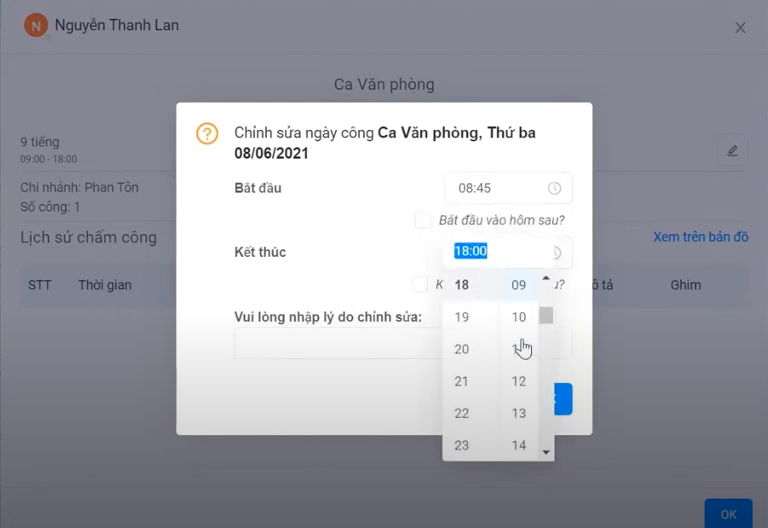 N Nguyễn Thanh Lan
Ca Văn phòng
Chỉnh sửa ngày công Ca Văn phòng, Thứ ba
08/06/2021
9 tiếng
09:00 - 18:00
Bắt đầu 08:45
Chi nhánh: Phan Tôn
Số công: 1
Bắt đầu vào hôm sau?
Lịch sử chấm công
Xem trên bản đồ
Kết thúc 18:00
STT Thời gian
18 09
tả Ghim
Vui lòng nhập lý do chỉnh sửa:
19 10
20
21 12
22 13
23 14
OK